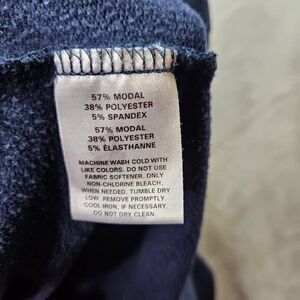 57% MODAL
38% POLYESTER
5% SPANDEX
57% MODAL
38% POLYESTER
5% ÉLASTHANNE
MACHINE WASH COLD WITH
LIKE COLORS. DO NOT USE
FABRIC SOFTENER. ONLY
NON-CHLORINE BLEACH,
WHEN NEEDED. TUMBLE DRY
LOW. REMOVE PROMPTLY.
COOL IRON, IF NECESSARY.
DO NOT DRY CLEAN.